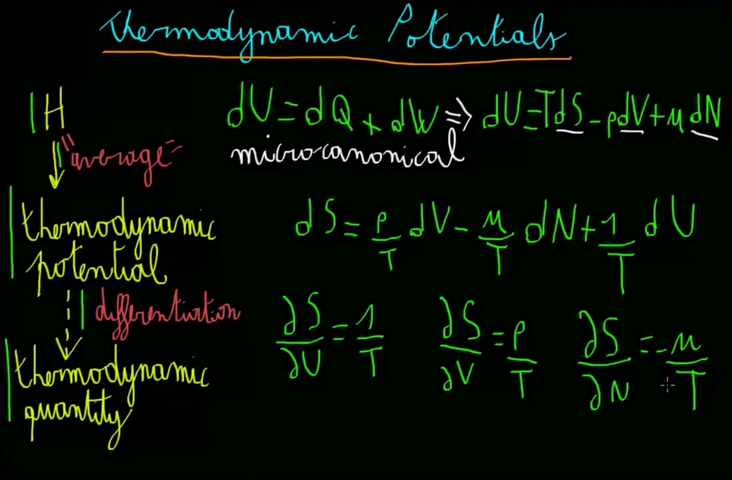 Thermodynamic Potentials
dU = dQ + dW ⇒ dU = TdS - pdV + μdN
microcanonical
H
"average"
thermodynamic
potential
dS = p/T dV - μ/T dN + 1/T dU
differentiation
∂S/∂U = 1/T ∂S/∂V = p/T ∂S/∂N = -μ/T
thermodynamic
quantity